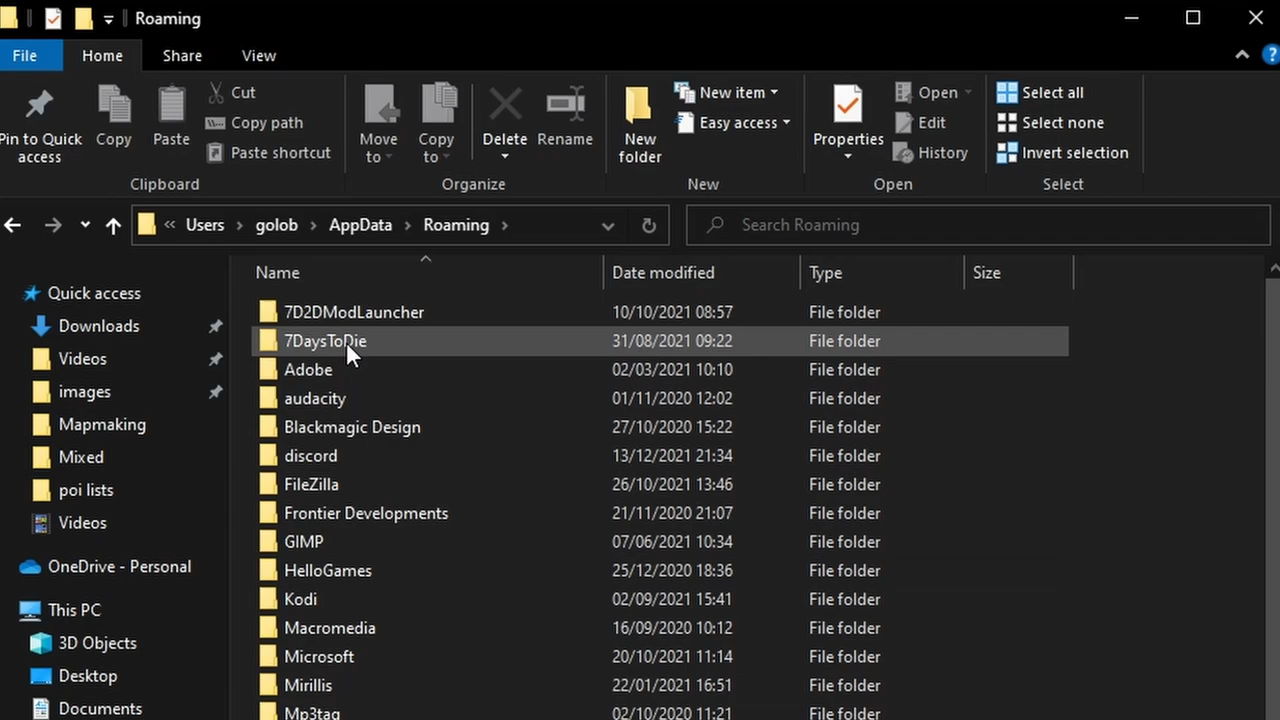 Roaming
File Home Share View
Pin to Quick access
Copy
Paste
Cut
Copy path
Paste shortcut
Clipboard
Move to
Copy to
Delete
Rename
Organize
New folder
New item
Easy access
New
Properties
Open
Edit
History
Open
Select all
Select none
Invert selection
Select
« Users > golob > AppData > Roaming >
Search Roaming
Quick access
Downloads
Videos
images
Mapmaking
Mixed
poi lists
Videos
OneDrive - Personal
This PC
3D Objects
Desktop
Documents
Name Date modified Type Size
7D2DModLauncher 10/10/2021 08:57 File folder
7DaysToDie 31/08/2021 09:22 File folder
Adobe 02/03/2021 10:10 File folder
audacity 01/11/2020 12:02 File folder
Blackmagic Design 27/10/2020 15:22 File folder
discord 13/12/2021 21:34 File folder
FileZilla 26/10/2021 13:46 File folder
Frontier Developments 21/11/2020 21:07 File folder
GIMP 07/06/2021 10:34 File folder
HelloGames 25/12/2020 18:36 File folder
Kodi 02/09/2021 15:41 File folder
Macromedia 16/09/2020 10:12 File folder
Microsoft 20/10/2021 11:14 File folder
Mirillis 22/01/2021 16:51 File folder
Mp3tag 02/10/2020 11:21 File folder